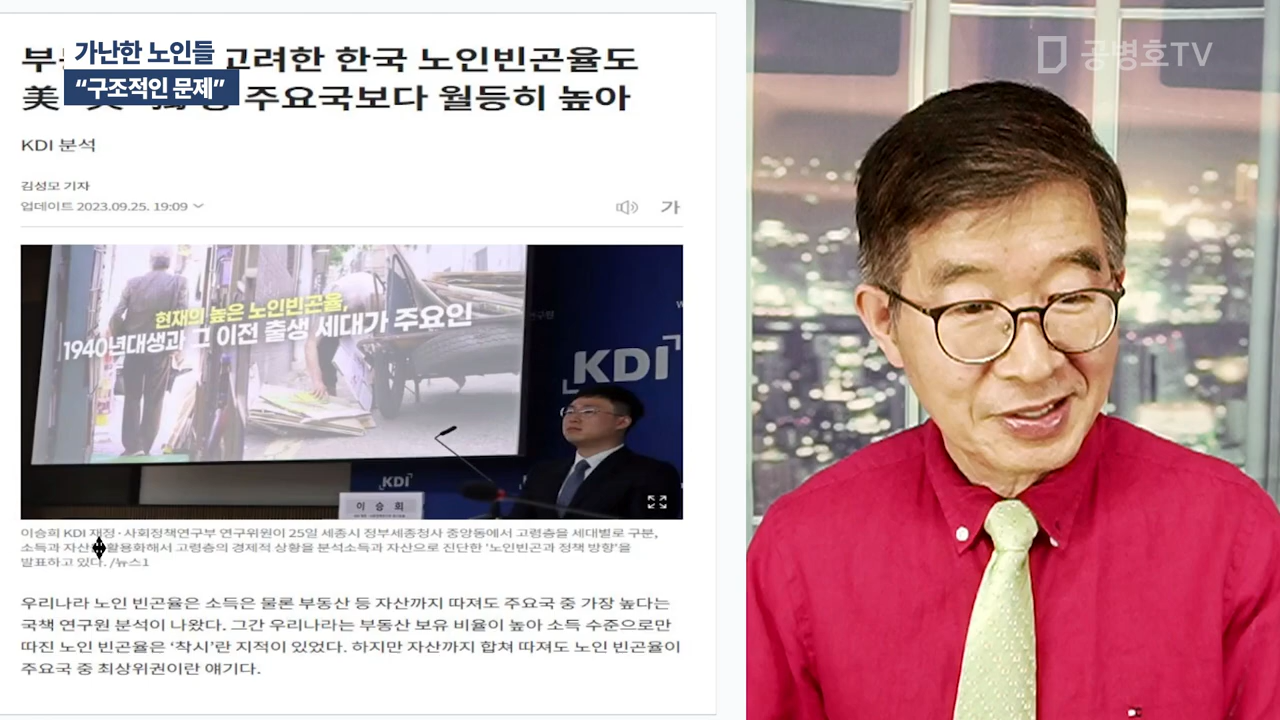 가난한 노인들
“구조적인 문제”
부 고려한 한국 노인빈곤율도
美 주요국보다 월등히 높아
KDI 분석
김성모 기자
업데이트 2023.09.25. 19:09
가
현재의 높은 노인빈곤율,
1940년대생과 그 이전 출생 세대가 주요인
KDI
KDI
이 승 희
이승희 KDI 재정·사회정책연구부 연구위원이 25일 세종시 정부세종청사 중앙동에서 고령층을 세대별로 구분,
소득과 자산 활용화해서 고령층의 경제적 상황을 분석소득과 자산으로 진단한 '노인빈곤과 정책 방향'을
발표하고 있다. /뉴스1
우리나라 노인 빈곤율은 소득은 물론 부동산 등 자산까지 따져도 주요국 중 가장 높다는
국책 연구원 분석이 나왔다. 그간 우리나라는 부동산 보유 비율이 높아 소득 수준으로만
따진 노인 빈곤율은 ‘착시’란 지적이 있었다. 하지만 자산까지 합쳐 따져도 노인 빈곤율이
주요국 중 최상위권이란 얘기다.
공병호TV